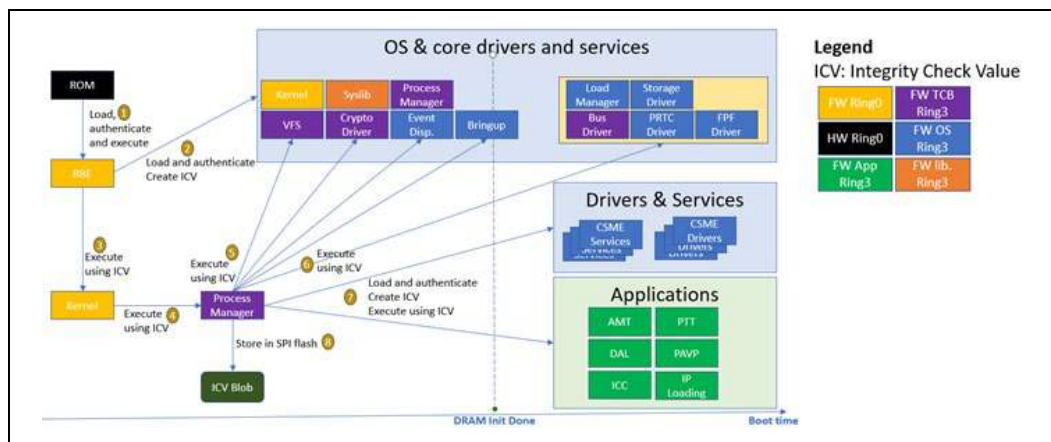 OS & core drivers and services
Legend
ICV: Integrity Check Value
FW Ring0
FW TCB
Ring3
HW Ring0
FW OS
Ring3
FW App
Ring3
FW lib.
Ring3
ROM
Load, 1
authenticate
and execute
2
Load and authenticate
Create ICV
RBE
3
Execute
using ICV
Kernel
Execute 4
using ICV
Process
Manager
Kernel
Syslib
Process
Manager
VFS
Crypto
Driver
Event
Disp.
Bringup
Load
Manager
Storage
Driver
Bus
Driver
PRTC
Driver
FPF
Driver
5
Execute
using ICV
6 Execute
using ICV
7 Load and authenticate
Create ICV
Execute using ICV
Store in SPI flash 8
ICV Blob
Drivers & Services
CSME
Services
Services
CSME
Drivers
Drivers
Applications
AMT
PTT
DAL
PAVP
ICC
IP
Loading
DRAM Init Done
Boot time